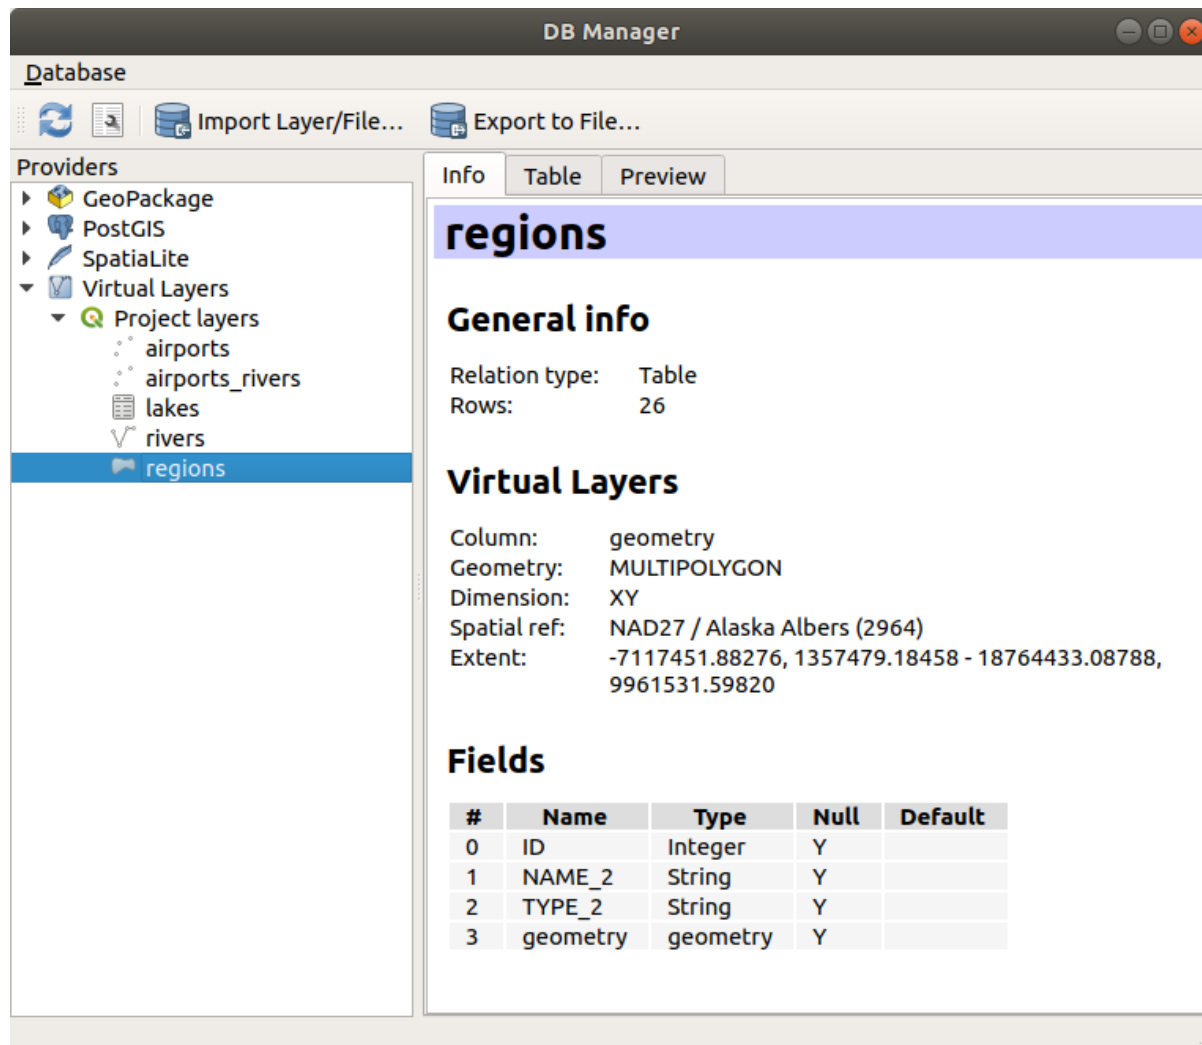 DB Manager
Database
Import Layer/File... Export to File...
Providers
GeoPackage
PostGIS
SpatiaLite
Virtual Layers
Project layers
airports
airports_rivers
lakes
rivers
regions
Info Table Preview
regions
General info
Relation type: Table
Rows: 26
Virtual Layers
Column: geometry
Geometry: MULTIPOLYGON
Dimension: XY
Spatial ref: NAD27 / Alaska Albers (2964)
Extent: -7117451.88276, 1357479.18458 - 18764433.08788,
9961531.59820
Fields
# Name Type Null Default
0 ID Integer Y
1 NAME_2 String Y
2 TYPE_2 String Y
3 geometry geometry Y